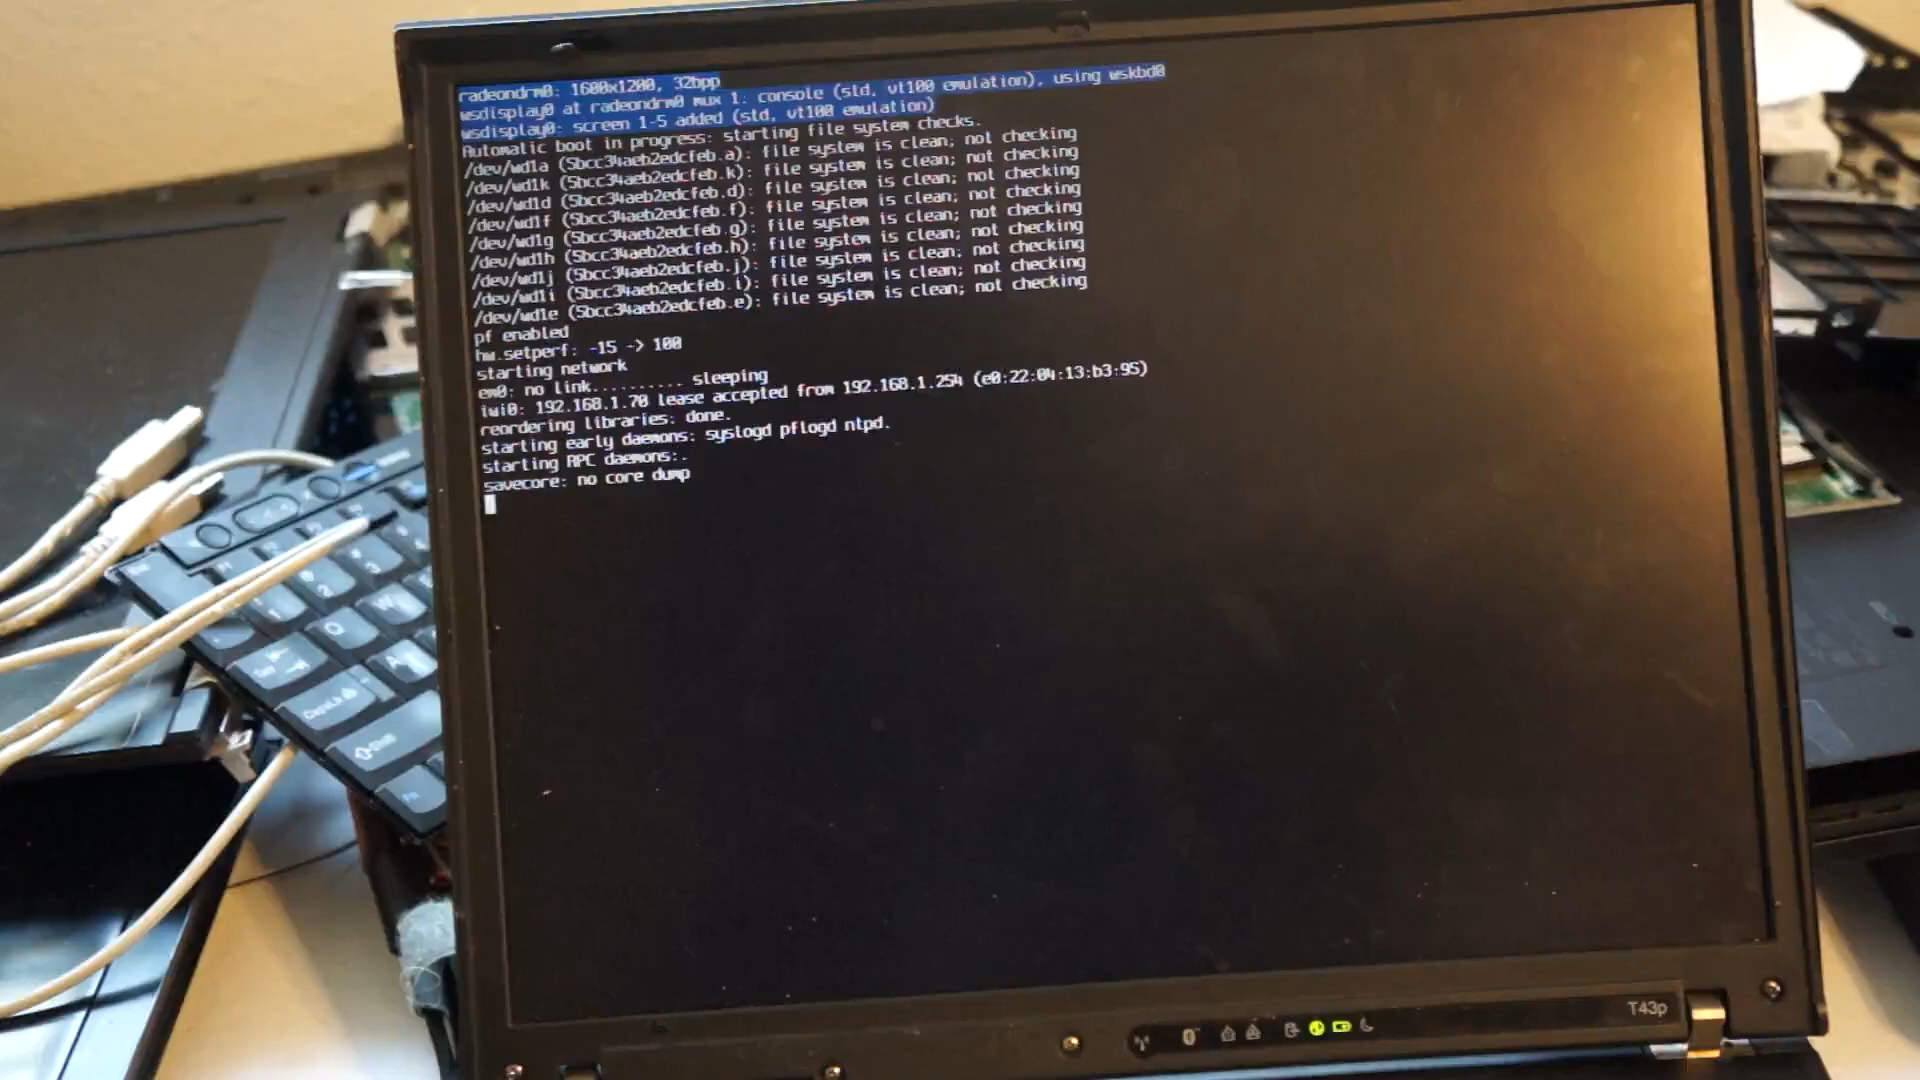 radeondrm0: 1600x1200, 32bpp
wsdisplay0 at radeondrm0 mux 1: console (std, vt100 emulation), using wskbd0
wsdisplay0: screen 1-5 added (std, vt100 emulation)
Automatic boot in progress: starting file system checks.
/dev/wd1a (5bcc34aeb2edcfeb.a): file system is clean; not checking
/dev/wd1k (5bcc34aeb2edcfeb.k): file system is clean; not checking
/dev/wd1d (5bcc34aeb2edcfeb.d): file system is clean; not checking
/dev/wd1f (5bcc34aeb2edcfeb.f): file system is clean; not checking
/dev/wd1g (5bcc34aeb2edcfeb.g): file system is clean; not checking
/dev/wd1h (5bcc34aeb2edcfeb.h): file system is clean; not checking
/dev/wd1j (5bcc34aeb2edcfeb.j): file system is clean; not checking
/dev/wd1i (5bcc34aeb2edcfeb.i): file system is clean; not checking
/dev/wd1e (5bcc34aeb2edcfeb.e): file system is clean; not checking
pf enabled
hw.setperf: -15 -> 100
starting network
em0: no link.......... sleeping
iwi0: 192.168.1.70 lease accepted from 192.168.1.254 (e0:22:04:13:b3:95)
reordering libraries: done.
starting early daemons: syslogd pflogd ntpd.
starting RPC daemons:.
savecore: no core dump
T43p
W
Q
A
Shift